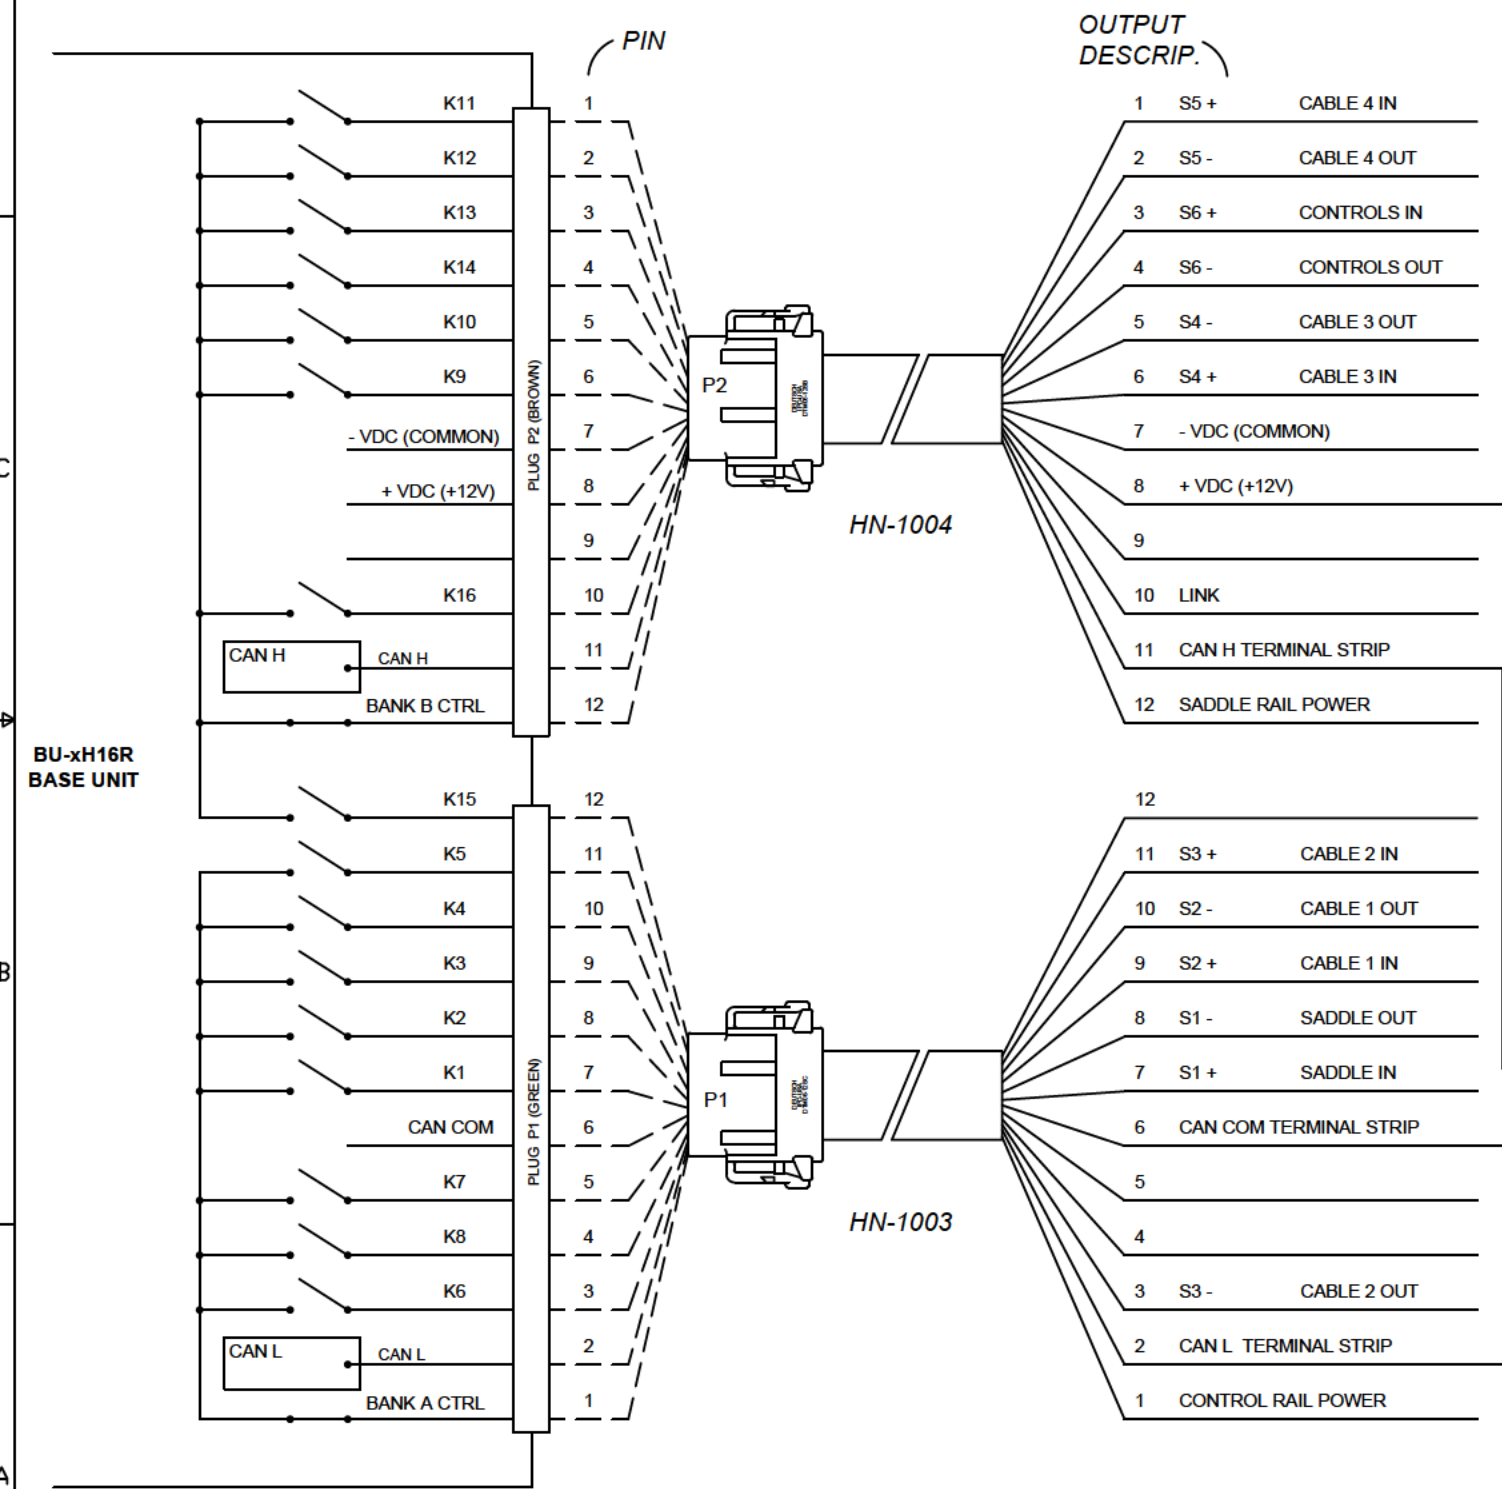 PIN
OUTPUT
DESCRIP.
K11 1 1 S5 + CABLE 4 IN
K12 2 2 S5 - CABLE 4 OUT
K13 3 3 S6 + CONTROLS IN
K14 4 4 S6 - CONTROLS OUT
K10 5 5 S4 - CABLE 3 OUT
K9 6 6 S4 + CABLE 3 IN
P2
PLUG P2 (BROWN)
- VDC (COMMON) 7 7 - VDC (COMMON)
C
+ VDC (+12V) 8 8 + VDC (+12V)
HN-1004
9 9
K16 10 10 LINK
CAN H CAN H 11 11 CAN H TERMINAL STRIP
BANK B CTRL 12 12 SADDLE RAIL POWER
BU-xH16R
BASE UNIT
K15 12 12
K5 11 11 S3 + CABLE 2 IN
K4 10 10 S2 - CABLE 1 OUT
B
K3 9 9 S2 + CABLE 1 IN
K2 8 8 S1 - SADDLE OUT
K1 7 7 S1 + SADDLE IN
P1
PLUG P1 (GREEN)
CAN COM 6 6 CAN COM TERMINAL STRIP
K7 5 5
HN-1003
K8 4 4
K6 3 3 S3 - CABLE 2 OUT
CAN L CAN L 2 2 CAN L TERMINAL STRIP
BANK A CTRL 1 1 CONTROL RAIL POWER
A